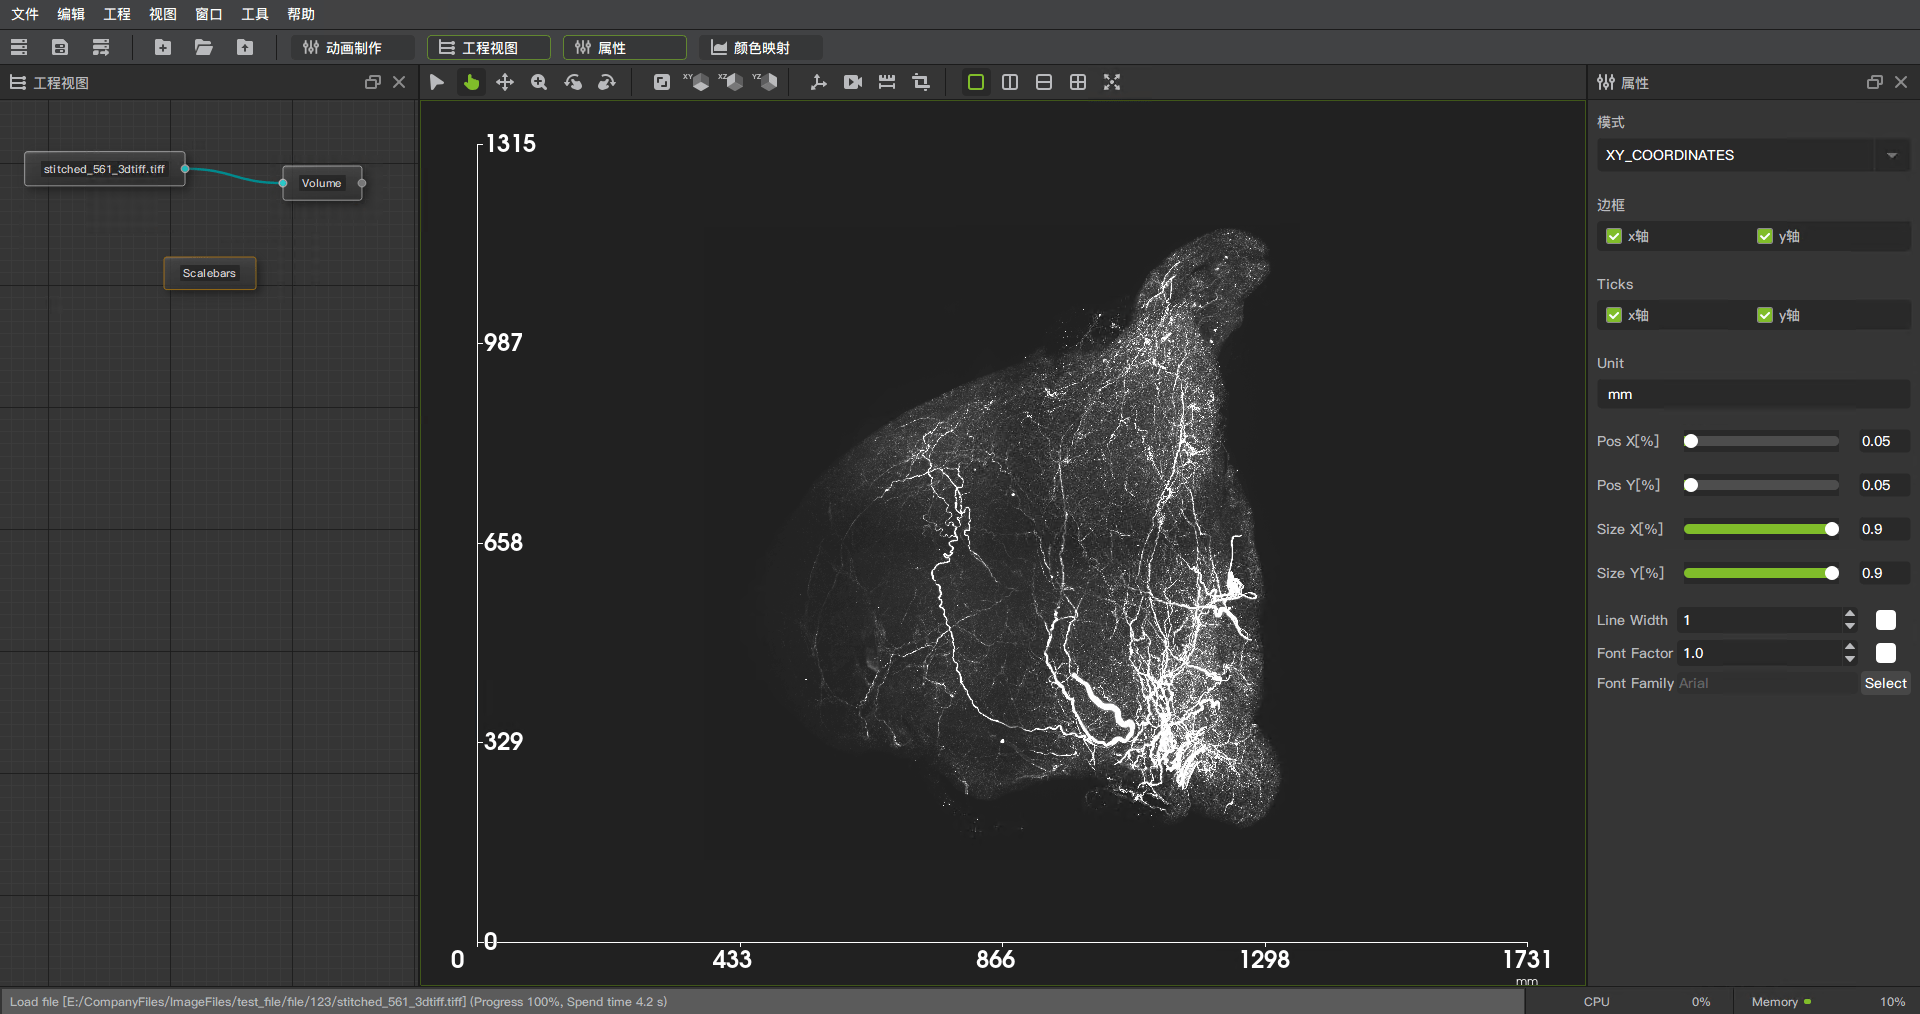 文件 编辑 工程 视图 窗口 工具 帮助
动画制作 工程视图 属性 颜色映射
工程视图
XY XZ YZ
属性
stitched_561_3dtiff.tiff
Volume
Scalebars
1315
987
658
329
0
0 433 866 1298 1731
mm
模式
XY_COORDINATES
边框
x轴 y轴
Ticks
x轴 y轴
Unit
mm
Pos X[%] 0.05
Pos Y[%] 0.05
Size X[%] 0.9
Size Y[%] 0.9
Line Width 1
Font Factor 1.0
Font Family Arial Select
Load file [E:/CompanyFiles/ImageFiles/test_file/file/123/stitched_561_3dtiff.tiff] (Progress 100%, Spend time 4.2 s)
CPU 0% Memory 10%